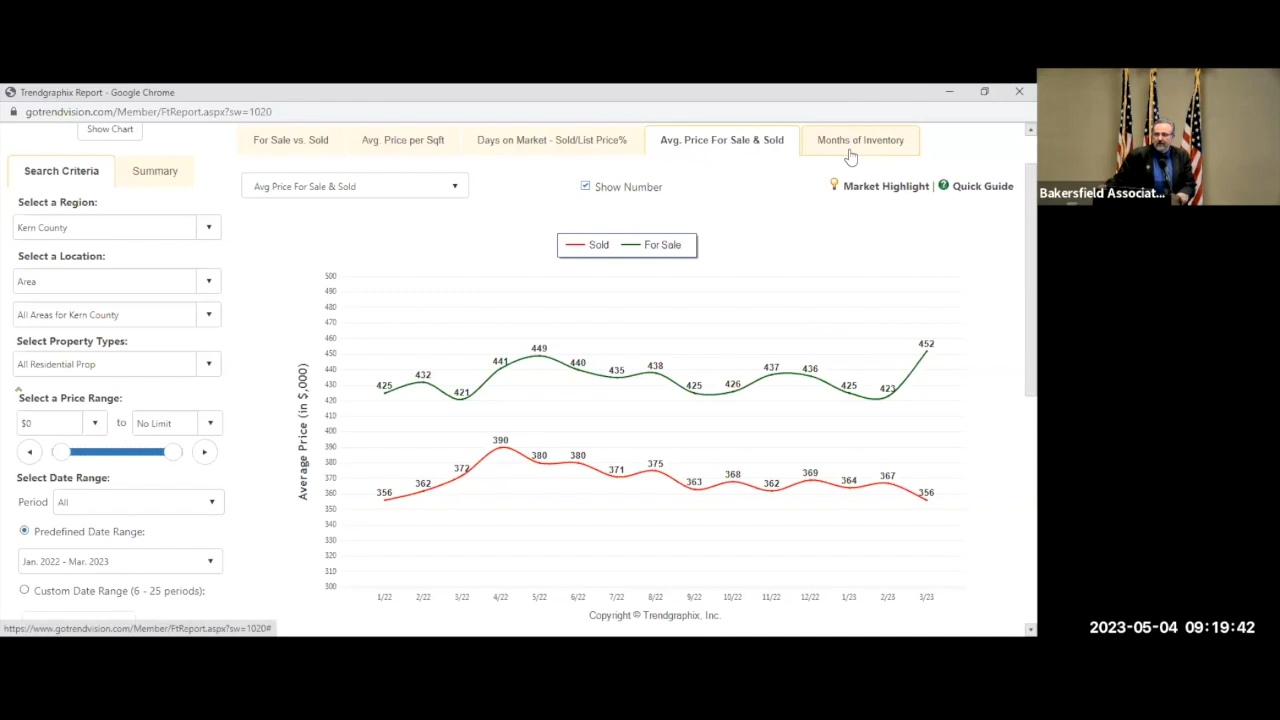 Trendgraphix Report - Google Chrome
gotrendvision.com/Member/FtReport.aspx?sw=1020
Show Chart
For Sale vs. Sold
Avg. Price per Sqft
Days on Market - Sold/List Price%
Avg. Price For Sale & Sold
Months of Inventory
Search Criteria
Summary
Avg Price For Sale & Sold
Show Number
Market Highlight | Quick Guide
Select a Region:
Kern County
Select a Location:
Area
All Areas for Kern County
Select Property Types:
All Residential Prop
Select a Price Range:
$0 to No Limit
Select Date Range:
Period All
Predefined Date Range:
Jan. 2022 - Mar. 2023
Custom Date Range (6 - 25 periods):
Sold For Sale
Average Price (in $,000)
500
490
480
470
460
450
440
430
420
410
400
390
380
370
360
350
340
330
320
310
300
425 432 421 441 449 440 435 438 425 426 437 436 425 423 452
356 362 372 390 380 380 371 375 363 368 362 369 364 367 356
1/22 2/22 3/22 4/22 5/22 6/22 7/22 8/22 9/22 10/22 11/22 12/22 1/23 2/23 3/23
Copyright © Trendgraphix, Inc.
https://www.gotrendvision.com/Member/FtReport.aspx?sw=1020#
Bakersfield Associat...
2023-05-04 09:19:42